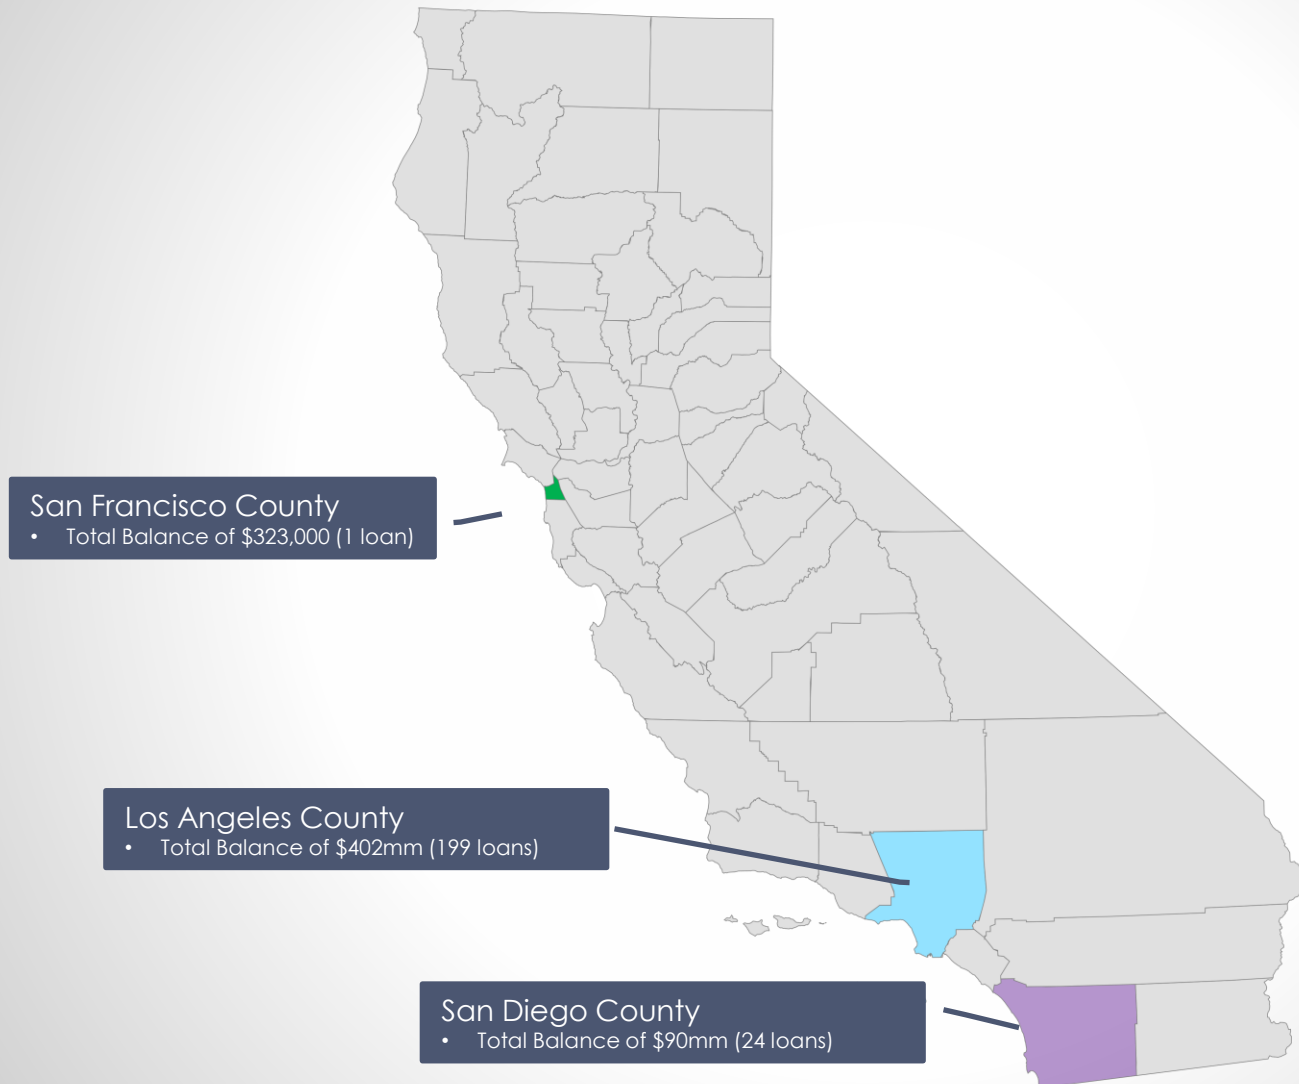 San Francisco County
• Total Balance of $323,000 (1 loan)
Los Angeles County
• Total Balance of $402mm (199 loans)
San Diego County
• Total Balance of $90mm (24 loans)